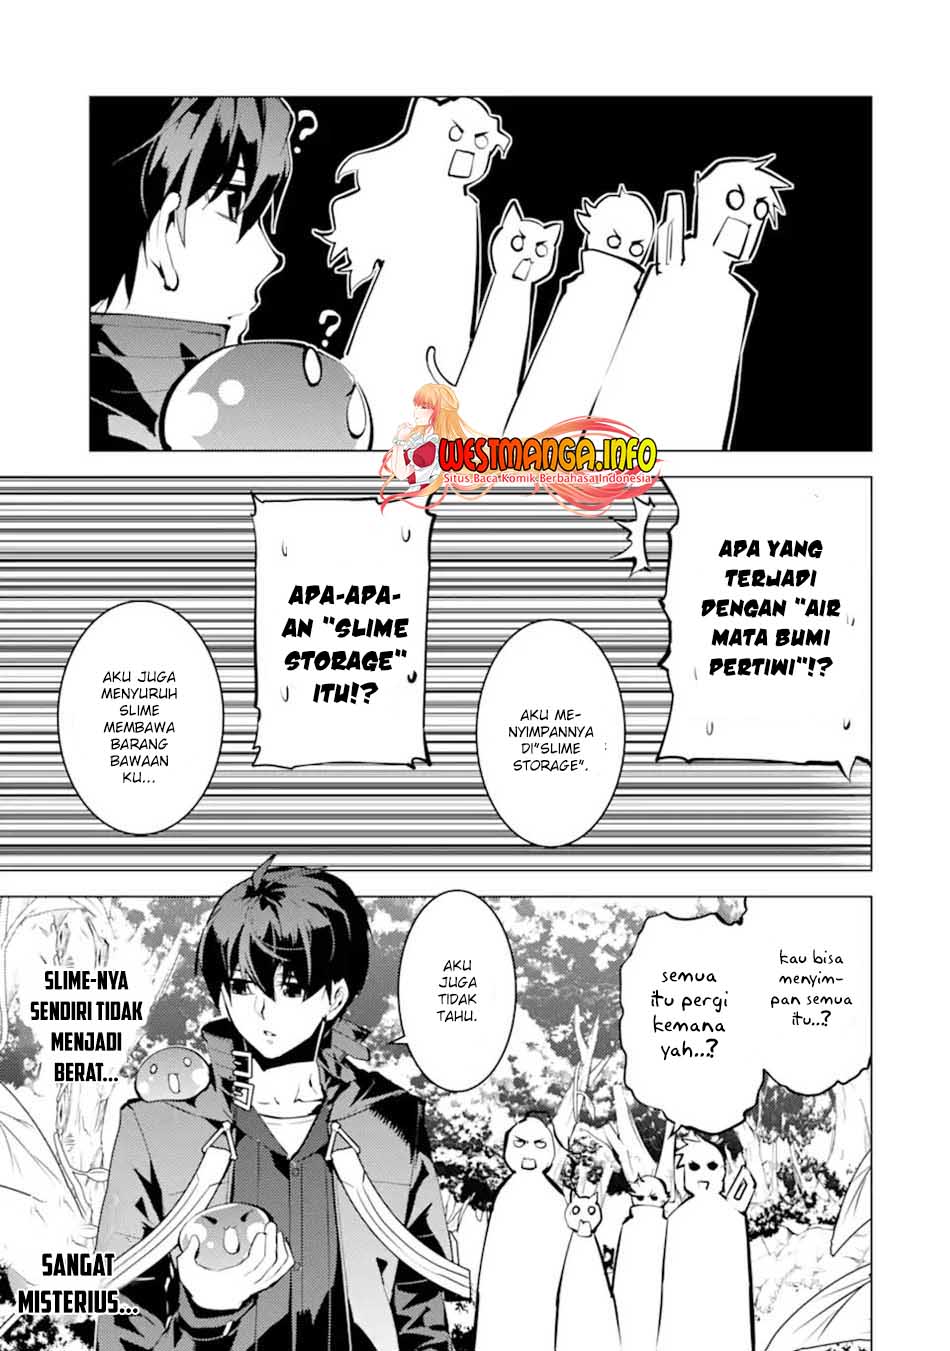 ?
?
WESTMANGA.INFO
Situs Baca Komik Berbahasa Indonesia
APA YANG
TERJADI
DENGAN "AIR
MATA BUMI
PERTIWI"!?
AKU ME-
NYIMPANNYA
DI"SLIME
STORAGE".
APA-APA-
AN "SLIME
STORAGE"
ITU!?
AKU JUGA
MENYURUH
SLIME
MEMBAWA
BARANG
BAWAAN
KU...
kau bisa
menyim-
pan semua
itu..?
semua
itu pergi
kemana
yah..?
AKU
JUGA
TIDAK
TAHU.
SLIME-NYA
SENDIRI TIDAK
MENJADI
BERAT...
SANGAT
MISTERIUS...